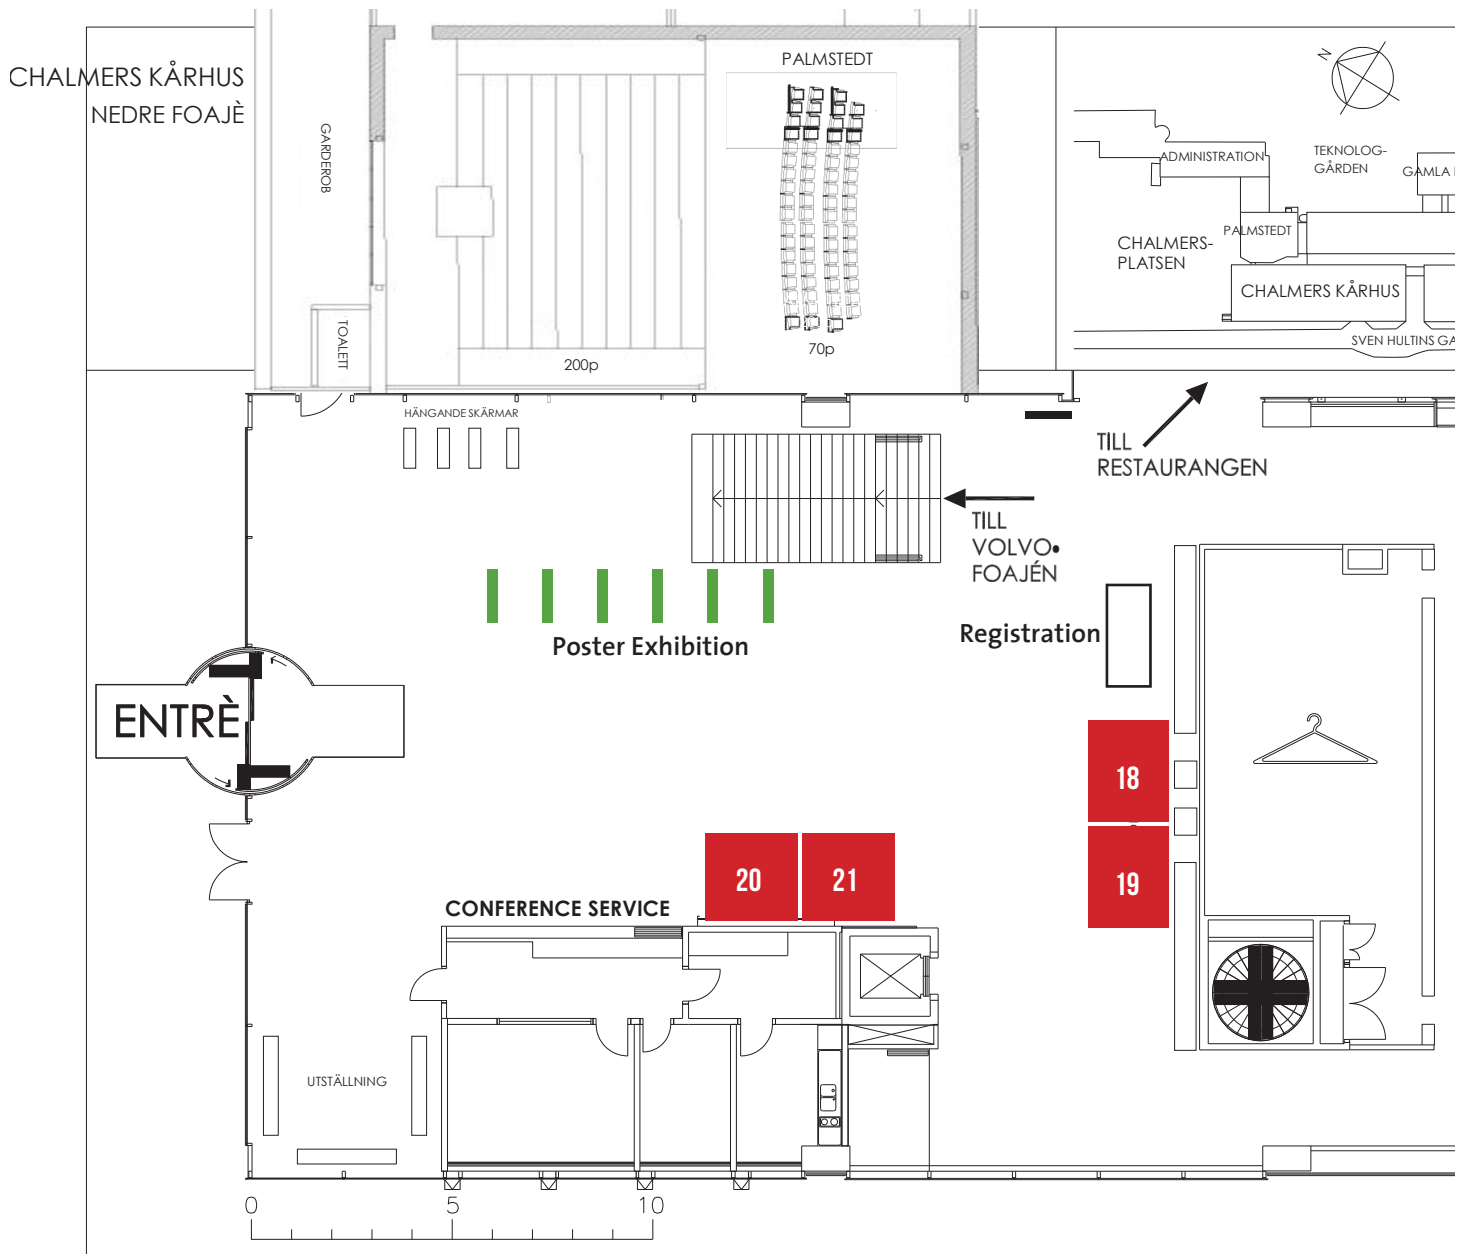 CHALMERS KÅRHUS
NEDRE FOAJÈ
GARDEROB
TOALETT
PALMSTEDT
200p
70p
N
ADMINISTRATION
TEKNOLOG-
GÅRDEN
GAMLA
PALMSTEDT
CHALMERS-
PLATSEN
CHALMERS KÅRHUS
SVEN HULTINS GA
HÄNGANDE SKÄRMAR
TILL
RESTAURANGEN
TILL
VOLVO•
FOAJÉN
Poster Exhibition
Registration
ENTRÈ
18
19
20
21
CONFERENCE SERVICE
UTSTÄLLNING
0
5
10